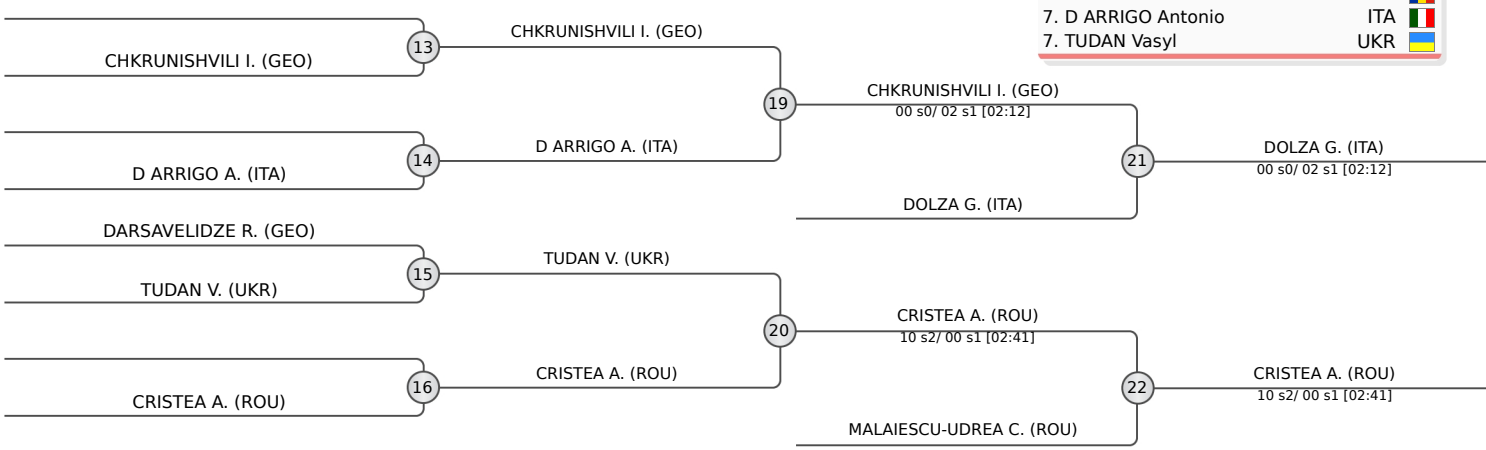 7. D ARRIGO Antonio ITA
7. TUDAN Vasyl UKR
CHKRUNISHVILI I. (GEO)
13
CHKRUNISHVILI I. (GEO)
19
CHKRUNISHVILI I. (GEO)
00 s0/ 02 s1 [02:12]
D ARRIGO A. (ITA)
14
D ARRIGO A. (ITA)
21
DOLZA G. (ITA)
00 s0/ 02 s1 [02:12]
DOLZA G. (ITA)
DARSAVELIDZE R. (GEO)
15
TUDAN V. (UKR)
TUDAN V. (UKR)
20
CRISTEA A. (ROU)
10 s2/ 00 s1 [02:41]
16
CRISTEA A. (ROU)
CRISTEA A. (ROU)
22
CRISTEA A. (ROU)
10 s2/ 00 s1 [02:41]
MALAIESCU-UDREA C. (ROU)